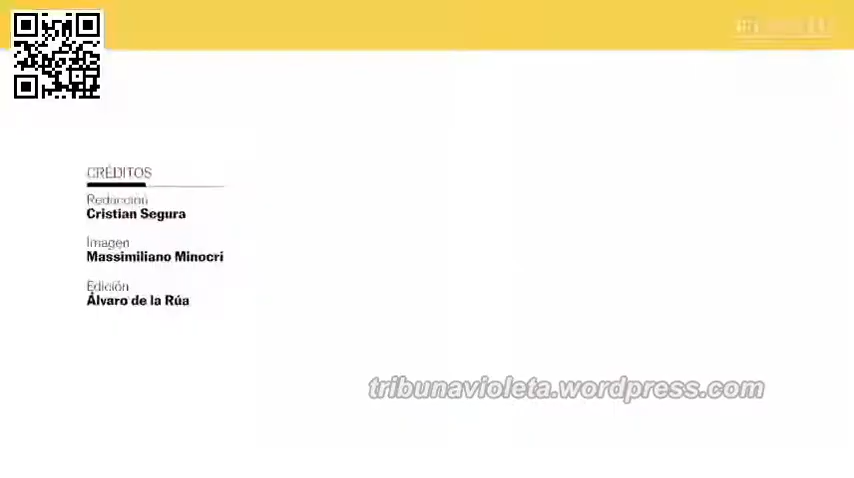 CRÉDITOS
Redacción
Cristian Segura
Imagen
Massimiliano Minocri
Edición
Álvaro de la Rúa
tribunavioleta.wordpress.com